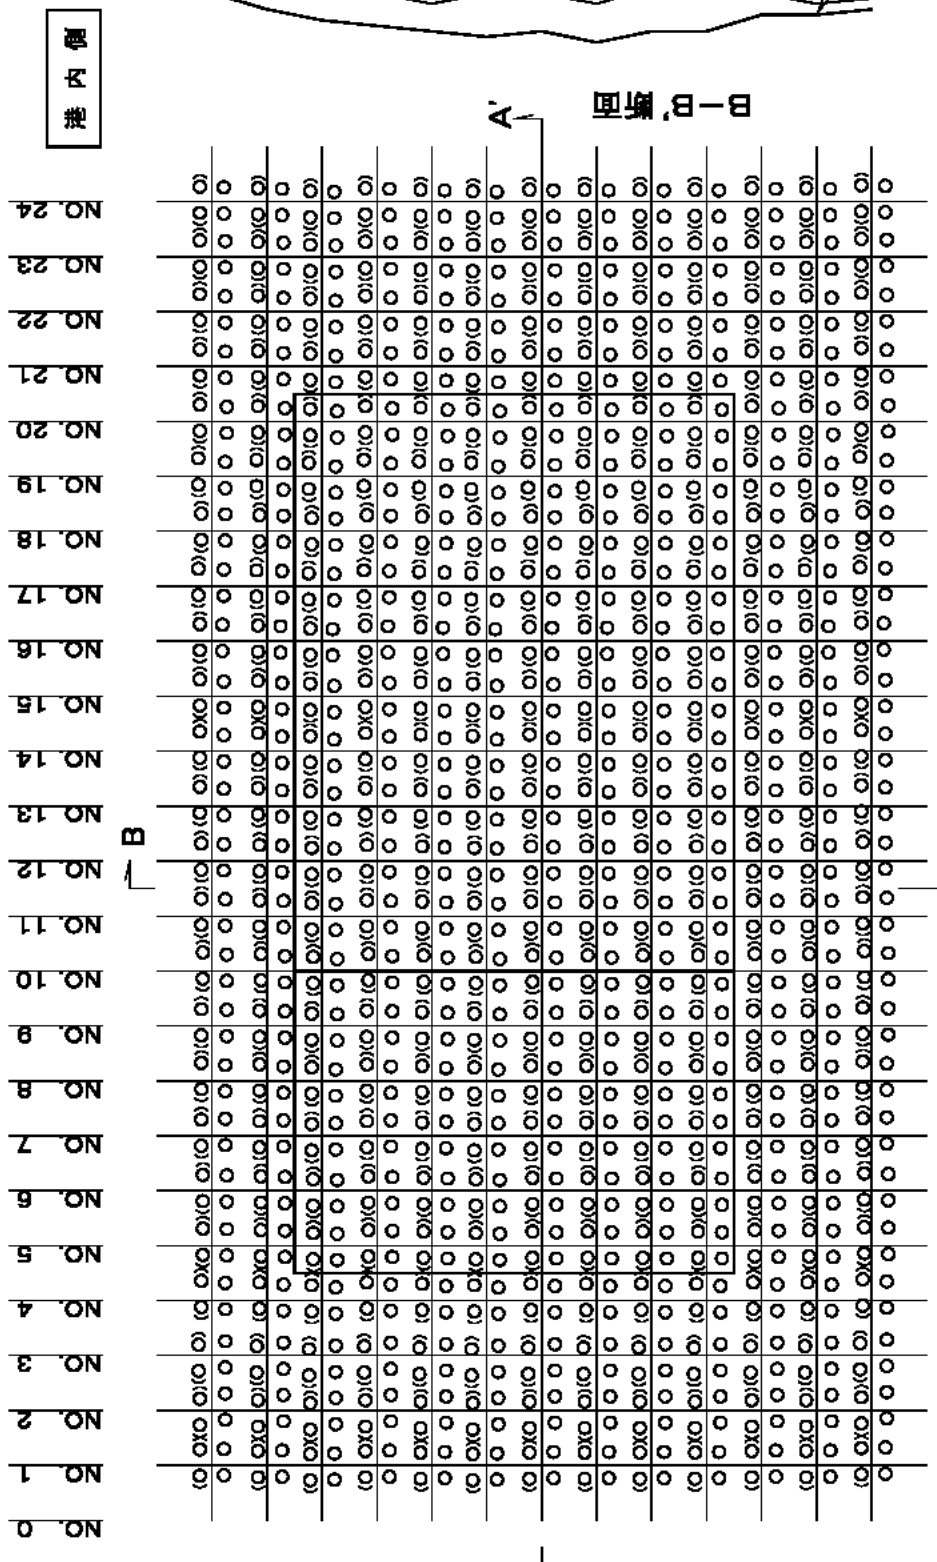 港内側
A'
B-B' 断面
NO. 24
NO. 23
NO. 22
NO. 21
NO. 20
NO. 19
NO. 18
NO. 17
NO. 16
NO. 15
NO. 14
NO. 13
B
NO. 12
NO. 11
NO. 10
NO. 9
NO. 8
NO. 7
NO. 6
NO. 5
NO. 4
NO. 3
NO. 2
NO. 1
NO. 0